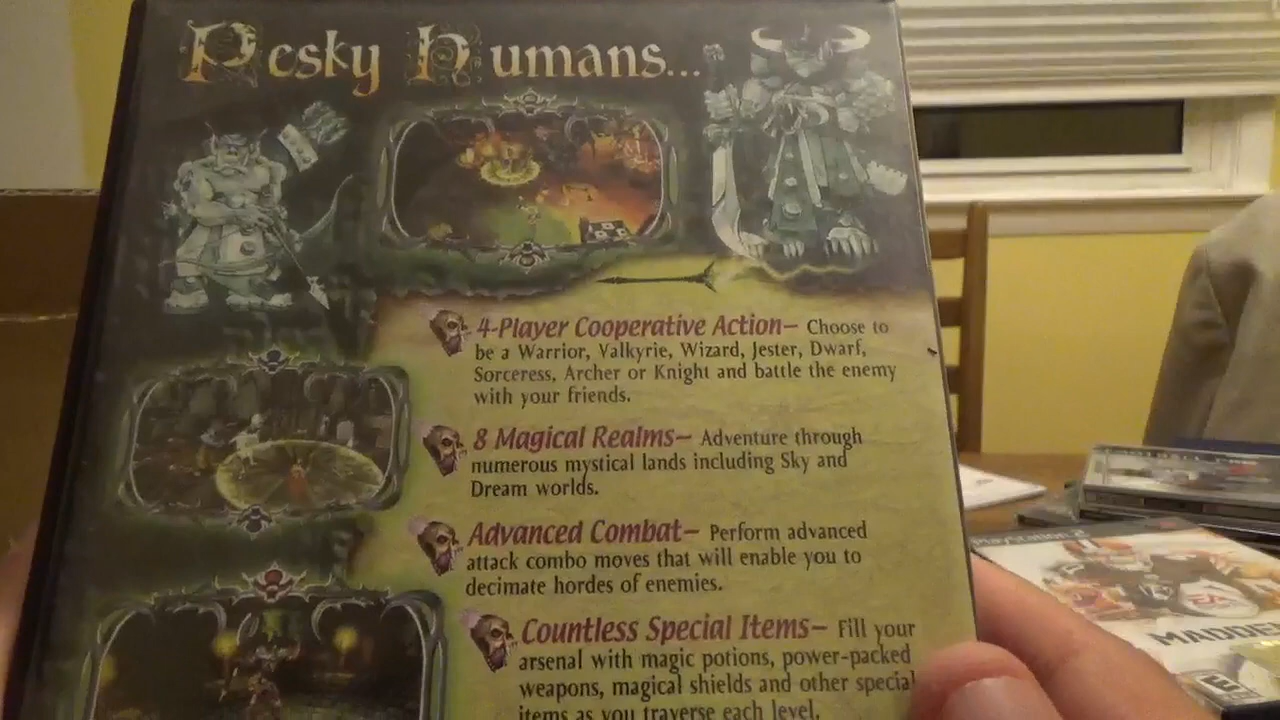 Pesky Humans...
4-Player Cooperative Action– Choose to
be a Warrior, Valkyrie, Wizard, Jester, Dwarf,
Sorceress, Archer or Knight and battle the enemy
with your friends.
8 Magical Realms– Adventure through
numerous mystical lands including Sky and
Dream worlds.
Advanced Combat– Perform advanced
attack combo moves that will enable you to
decimate hordes of enemies.
Countless Special Items– Fill your
arsenal with magic potions, power-packed
weapons, magical shields and other special
items as you traverse each level.
PlayStation 2
EA
MADDEN
E